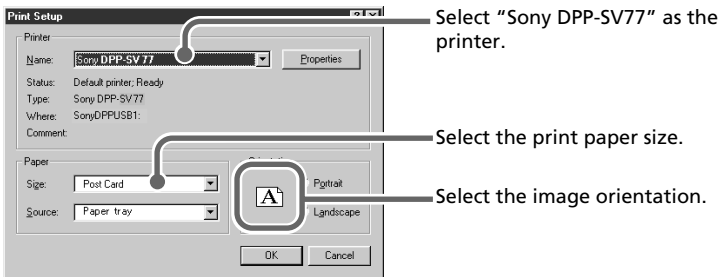 Print Setup
Printer
Name: Sony DPP-SV77 Properties
Status: Default printer; Ready
Type: Sony DPP-SV77
Where: SonyDPPUSB1:
Comment:
Paper
Size: Post Card
Source: Paper tray
A
Portrait
Landscape
OK Cancel
Select “Sony DPP-SV77” as the
printer.
Select the print paper size.
Select the image orientation.